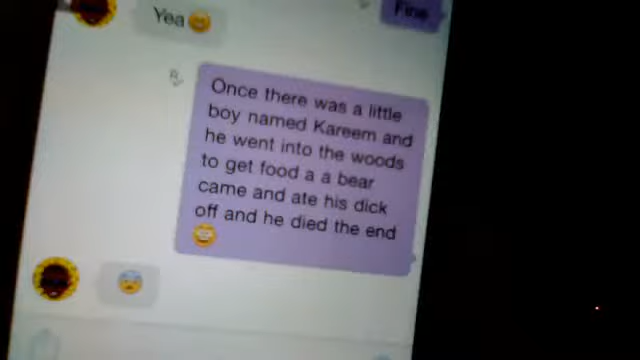 Fine
Yea
Once there was a little
boy named Kareem and
he went into the woods
to get food a a bear
came and ate his dick
off and he died the end